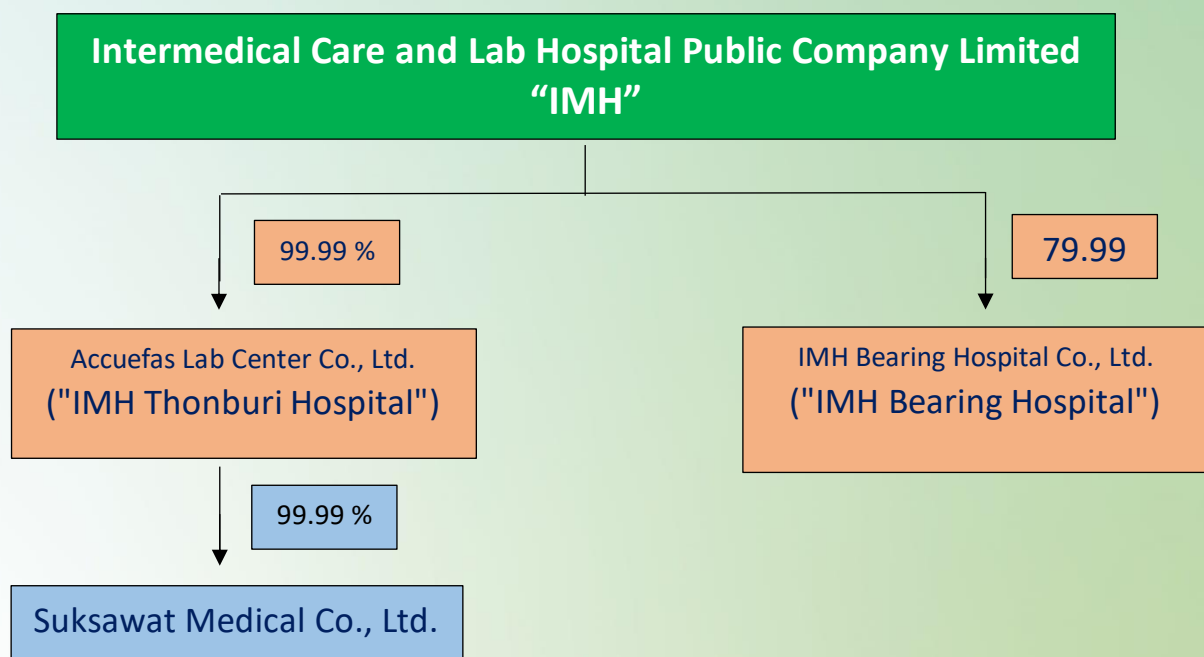 Intermedical Care and Lab Hospital Public Company Limited
“IMH”
99.99 %
79.99
Accuefas Lab Center Co., Ltd.
("IMH Thonburi Hospital")
IMH Bearing Hospital Co., Ltd.
("IMH Bearing Hospital")
99.99 %
Suksawat Medical Co., Ltd.